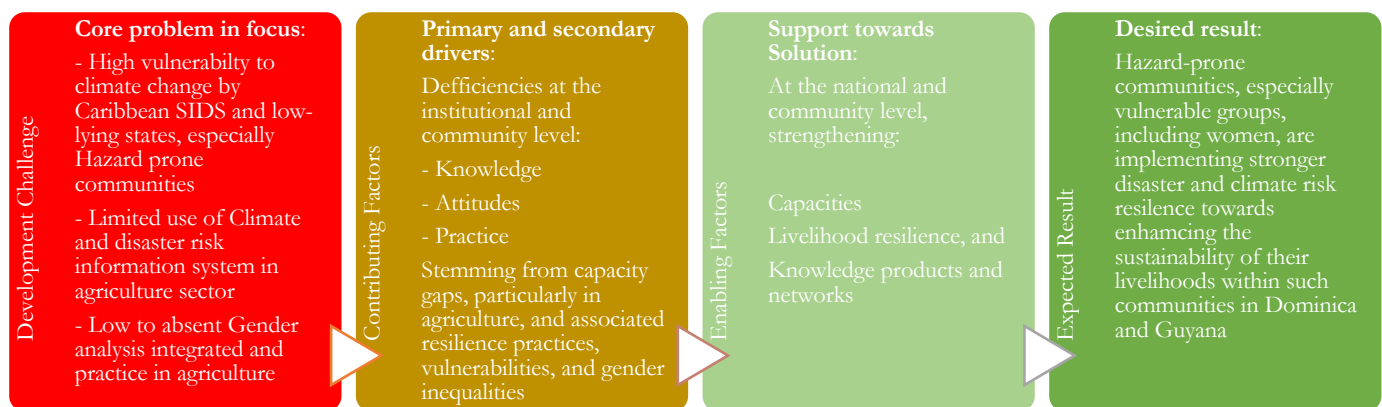 Development Challenge
Core problem in focus:
- High vulnerabilty to
climate change by
Caribbean SIDS and low-
lying states, especially
Hazard prone
communities
- Limited use of Climate
and disaster risk
information system in
agriculture sector
- Low to absent Gender
analysis integrated and
practice in agriculture
Contributing Factors
Primary and secondary
drivers:
Defficiencies at the
institutional and
community level:
- Knowledge
- Attitudes
- Practice
Stemming from capacity
gaps, particularly in
agriculture, and associated
resilience practices,
vulnerabilities, and gender
inequalities
Enabling Factors
Support towards
Solution:
At the national and
community level,
strengthening:
Capacities
Livelihood resilience, and
Knowledge products and
networks
Expected Result
Desired result:
Hazard-prone
communities, especially
vulnerable groups,
including women, are
implementing stronger
disaster and climate risk
resilence towards
enhamcing the
sustainability of their
livelihoods within such
communities in Dominica
and Guyana